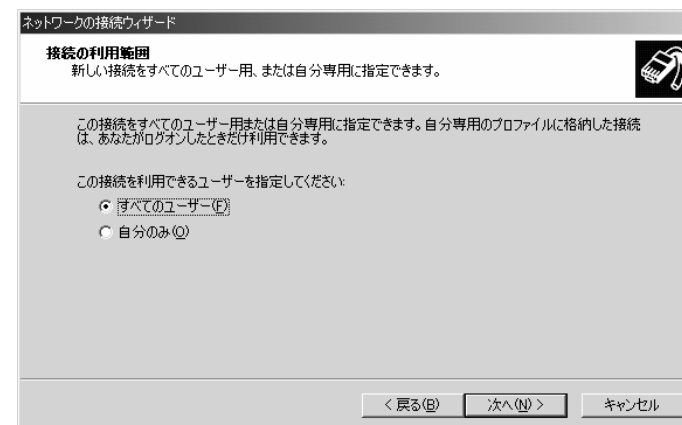 ネットワークの接続ウィザード
接続の利用範囲
新しい接続をすべてのユーザー用、または自分専用に指定できます。
この接続をすべてのユーザー用または自分専用に指定できます。自分専用のプロファイルに格納した接続
は、あなたがログオンしたときだけ利用できます。
この接続を利用できるユーザーを指定してください:
すべてのユーザー(F)
自分のみ(O)
< 戻る(B) 次へ(N) > キャンセル